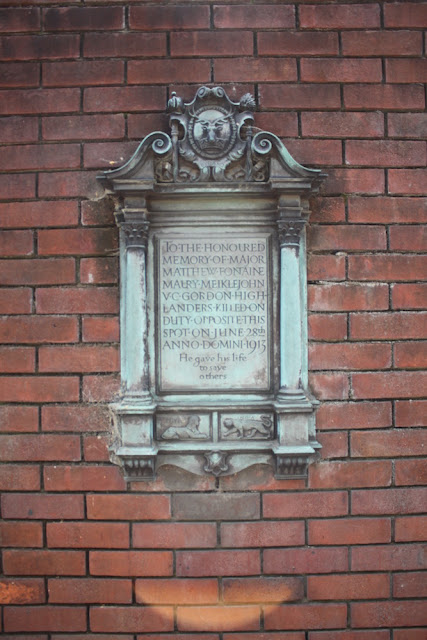 TO·THE·HONOURED
MEMORY·OF·MAJOR
MATTHEW·FONTAINE
MAURY·MEIKLEJOHN
V·C·GORDON·HIGH-
LANDERS·KILLED·ON
DUTY·OPPOSITE·THIS
SPOT·ON·JUNE·28th
ANNO·DOMINI·1913
He gave his life
to save
others